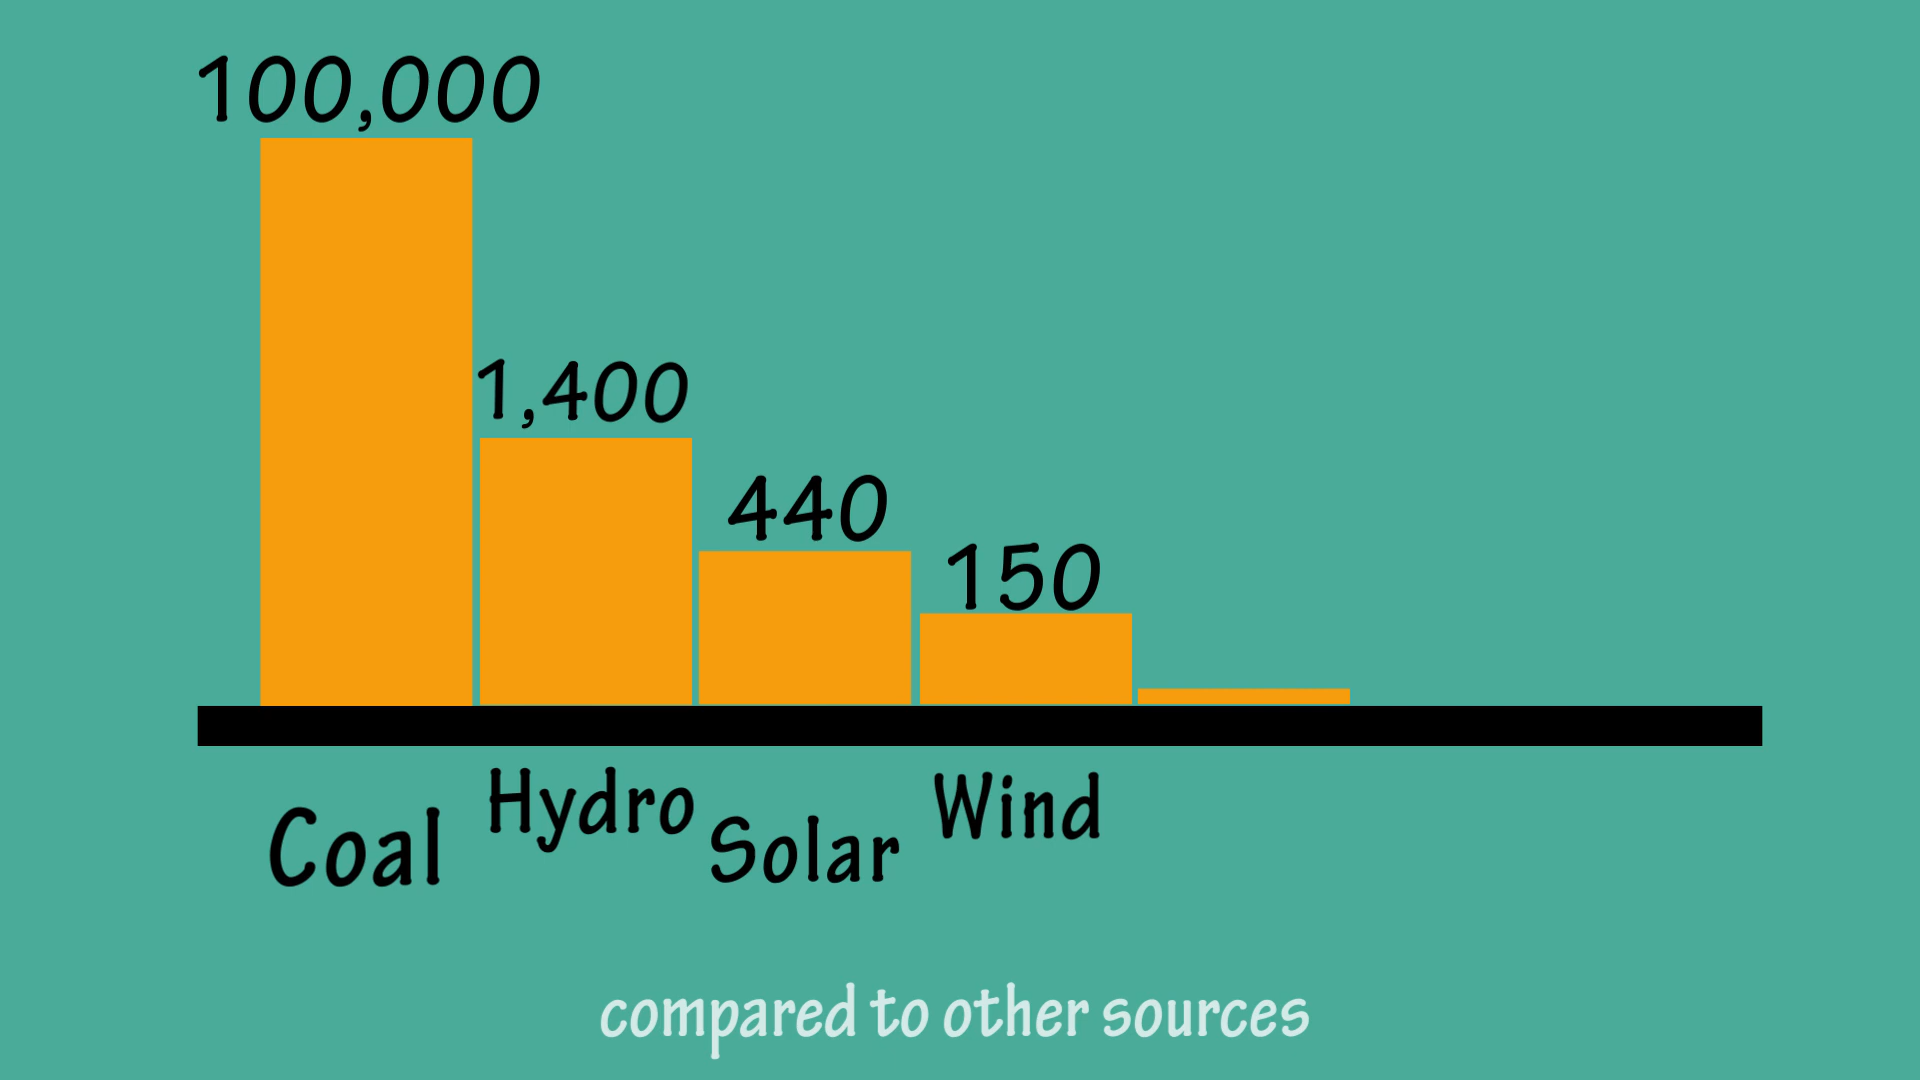 100,000
1,400
440
150
Coal
Hydro
Solar
Wind
compared to other sources